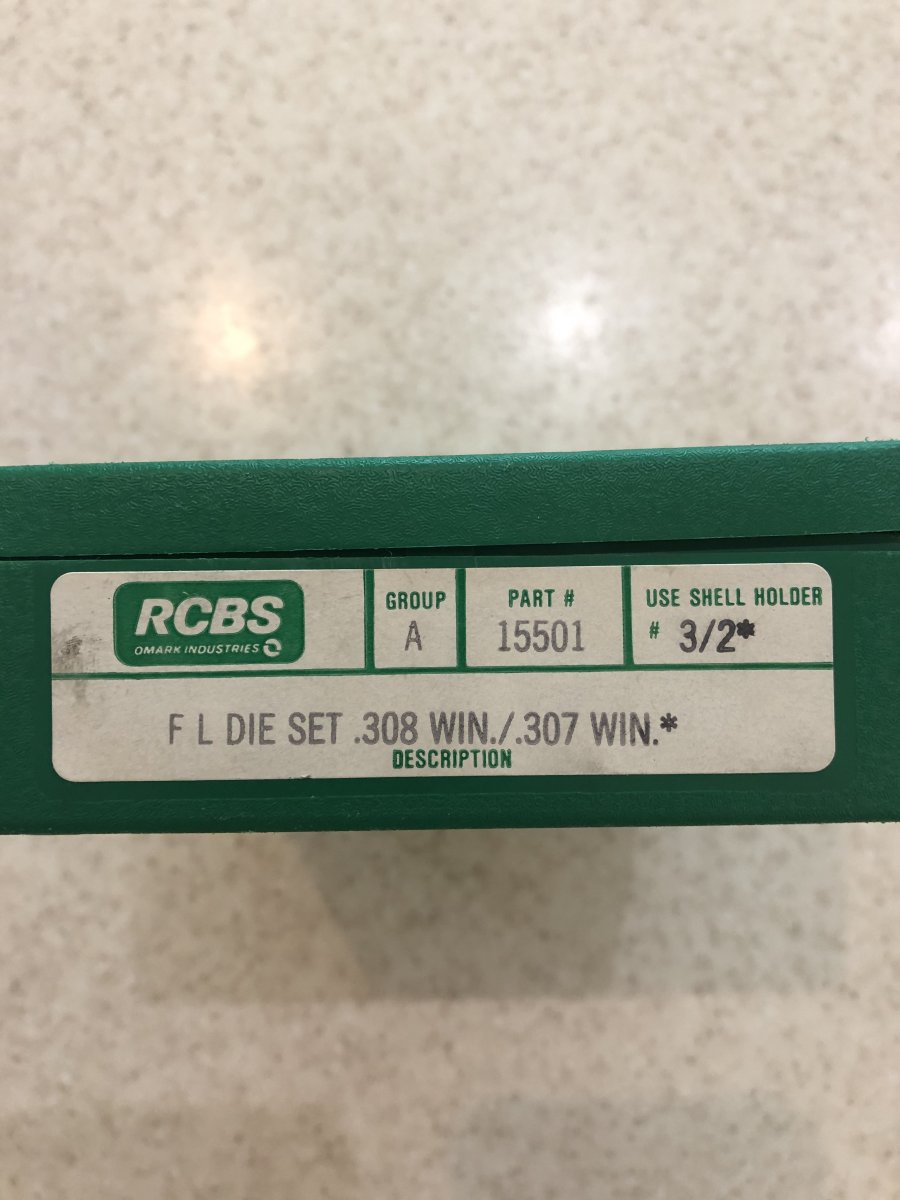 RCBS
OMARK INDUSTRIES
GROUP
A
PART #
15501
USE SHELL HOLDER
# 3/2*
F L DIE SET .308 WIN./.307 WIN.*
DESCRIPTION